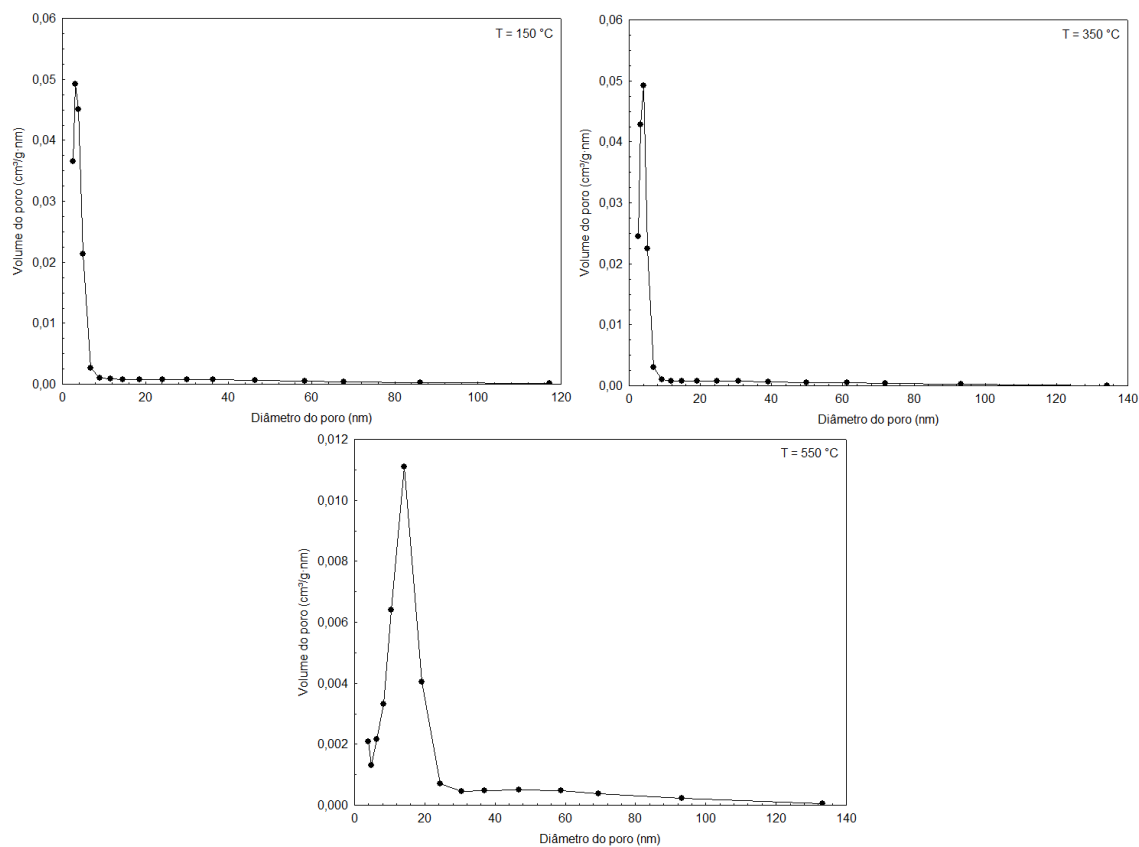 T = 150 °C
Volume do poro (cm³/g·nm)
0,06
0,05
0,04
0,03
0,02
0,01
0,00
0 20 40 60 80 100 120
Diâmetro do poro (nm)
T = 350 °C
Volume do poro (cm³/g·nm)
0,06
0,05
0,04
0,03
0,02
0,01
0,00
0 20 40 60 80 100 120 140
Diâmetro do poro (nm)
T = 550 °C
Volume do poro (cm³/g·nm)
0,012
0,010
0,008
0,006
0,004
0,002
0,000
0 20 40 60 80 100 120 140
Diâmetro do poro (nm)